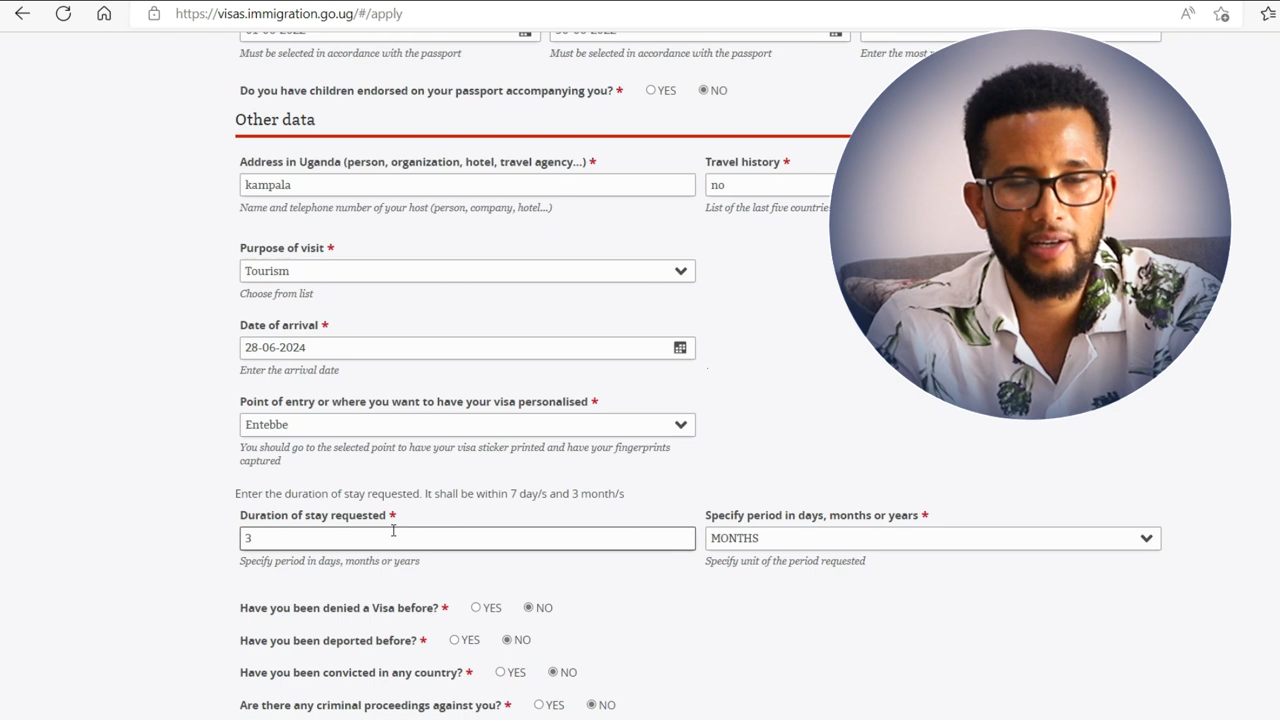 https://visas.immigration.go.ug/#/apply
Must be selected in accordance with the passport
Must be selected in accordance with the passport
Enter the most
Do you have children endorsed on your passport accompanying you? * YES NO
Other data
Address in Uganda (person, organization, hotel, travel agency...) *
Travel history *
kampala
no
Name and telephone number of your host (person, company, hotel...)
List of the last five countrie
Purpose of visit *
Tourism
Choose from list
Date of arrival *
28-06-2024
Enter the arrival date
Point of entry or where you want to have your visa personalised *
Entebbe
You should go to the selected point to have your visa sticker printed and have your fingerprints
captured
Enter the duration of stay requested. It shall be within 7 day/s and 3 month/s
Duration of stay requested *
Specify period in days, months or years *
3
MONTHS
Specify period in days, months or years
Specify unit of the period requested
Have you been denied a Visa before? * YES NO
Have you been deported before? * YES NO
Have you been convicted in any country? * YES NO
Are there any criminal proceedings against you? * YES NO